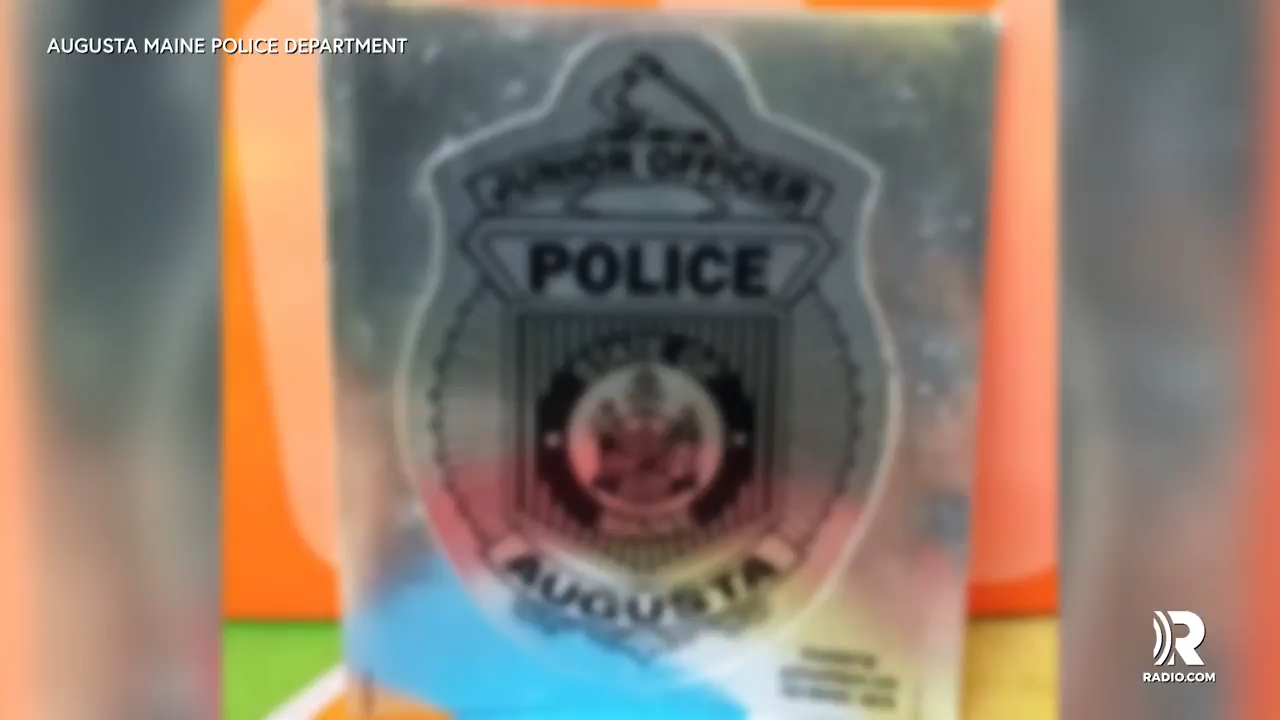 AUGUSTA MAINE POLICE DEPARTMENT
JUNIOR OFFICER
POLICE
AUGUSTA
R
RADIO.COM